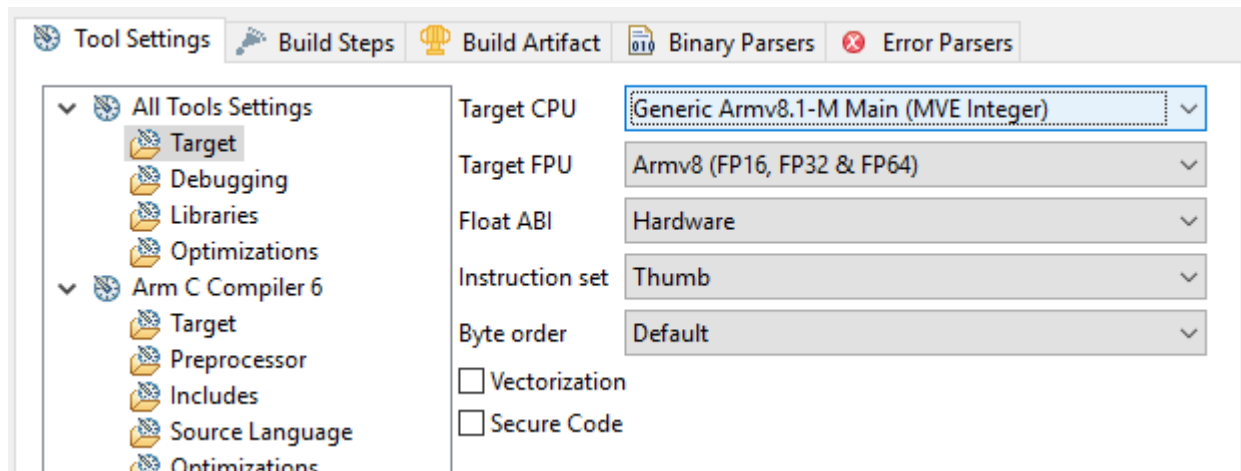 Tool Settings Build Steps Build Artifact 010 Binary Parsers Error Parsers
All Tools Settings
Target
Debugging
Libraries
Optimizations
Arm C Compiler 6
Target
Preprocessor
Includes
Source Language
Optimizations
Target CPU Generic Armv8.1-M Main (MVE Integer)
Target FPU Armv8 (FP16, FP32 & FP64)
Float ABI Hardware
Instruction set Thumb
Byte order Default
Vectorization
Secure Code